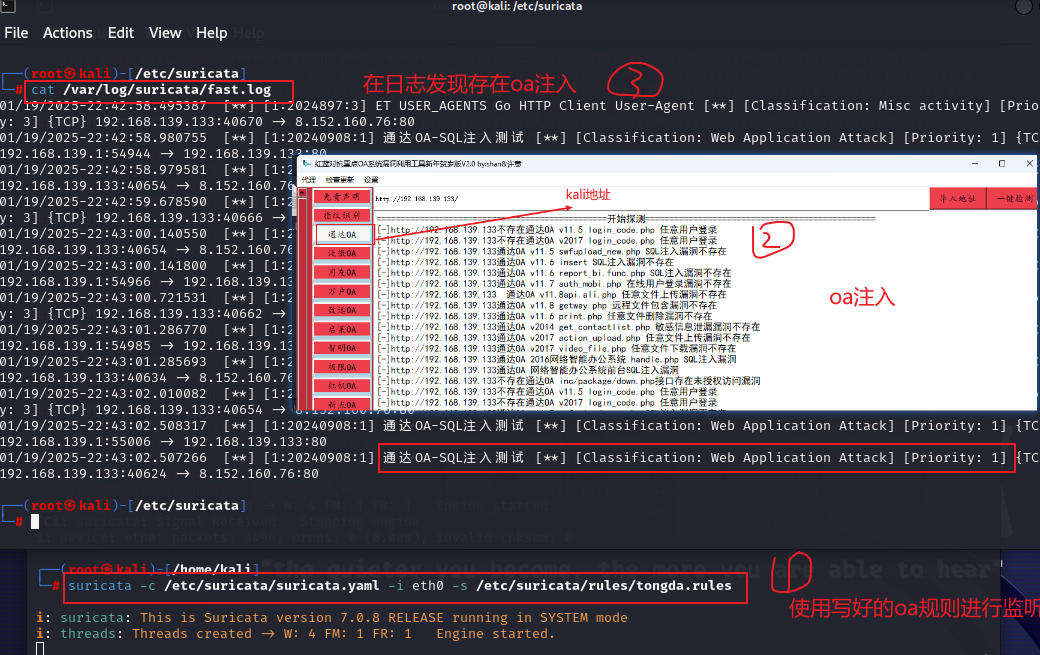 root@kali: /etc/suricata
File Actions Edit View Help
┌──(root㉿kali)-[/etc/suricata]
└─# cat /var/log/suricata/fast.log
在日志发现存在oa注入 3
01/19/2025-22:42:58.495387 [**] [1:2024897:3] ET USER_AGENTS Go HTTP Client User-Agent [**] [Classification: Misc activity] [Prio
y: 3] {TCP} 192.168.139.133:40670 → 8.152.160.76:80
01/19/2025-22:42:58.980755 [**] [1:20240908:1] 通达OA-SQL注入测试 [**] [Classification: Web Application Attack] [Priority: 1] {TC
.1:54944 → 192.168.139.133:80
01/19/2025-22:42:58.979581 [**] [1:2
133:40654 → 8.152.160.76:80
01/19/2025-22:42:59.678590 [**] [1:2
y: 3] {TCP} 192.168.139.133:40666 →
01/19/2025-22:43:00.140550 [**] [1:2
192.168.139.133:40654 → 8.152.160.76
01/19/2025-22:43:00.141800 [**] [1:2
192.168.139.1:54966 → 192.168.139.13
01/19/2025-22:43:00.721531 [**] [1:2
y: 3] {TCP} 192.168.139.133:40662 →
01/19/2025-22:43:01.286770 [**] [1:2
192.168.139.1:54985 → 192.168.139.13
01/19/2025-22:43:01.285693 [**] [1:2
192.168.139.133:40634 → 8.152.160.76
01/19/2025-22:43:02.010082 [**] [1:2
y: 3] {TCP} 192.168.139.133:40654 → 8.152.160.76:80
01/19/2025-22:43:02.508317 [**] [1:20240908:1] 通达OA-SQL注入测试 [**] [Classification: Web Application Attack] [Priority: 1] {TC
192.168.139.1:55006 → 192.168.139.133:80
01/19/2025-22:43:02.507266 [**] [1:20240908:1] 通达OA-SQL注入测试 [**] [Classification: Web Application Attack] [Priority: 1] {TC
192.168.139.133:40624 → 8.152.160.76:80
红蓝对抗重点OA系统漏洞利用工具新年贺岁版V2.0 by:shan&许意
代理 检查更新 设置
免责声明
指纹识别
通达OA
泛微OA
用友OA
万户OA
致远OA
启莱OA
智明OA
极限OA
红帆OA
新点OA
http://192.168.139.133/
kali地址
导入地址
一键检测
开始探测
[-]http://192.168.139.133不存在通达OA v11.5 login_code.php 任意用户登录
[-]http://192.168.139.133不存在通达OA v2017 login_code.php 任意用户登录
[-]http://192.168.139.133通达OA v11.5 swfupload_new.php SQL注入漏洞不存在
[-]http://192.168.139.133通达OA v11.6 insert SQL注入漏洞不存在
[-]http://192.168.139.133通达OA v11.6 report_bi.func.php SQL注入漏洞不存在
[-]http://192.168.139.133通达OA v11.7 auth_mobi.php 在线用户登录漏洞不存在
[-]http://192.168.139.133 通达OA v11.8api.ali.php 任意文件上传漏洞不存在
[-]http://192.168.139.133通达OA v11.8 getway.php 远程文件包含漏洞不存在
[-]http://192.168.139.133通达OA v11.6 print.php 任意文件删除漏洞不存在
[-]http://192.168.139.133通达OA v2014 get_contactlist.php 敏感信息泄漏漏洞不存在
[-]http://192.168.139.133通达OA v2017 action_upload.php 任意文件上传漏洞不存在
[-]http://192.168.139.133通达OA v2017 video_file.php 任意文件下载漏洞不存在
[-]http://192.168.139.133通达OA 2016网络智能办公系统 handle.php SQL注入漏洞
[-]http://192.168.139.133通达OA 网络智能办公系统前台SQL注入漏洞
[-]http://192.168.139.133不存在通达OA inc/package/down.php接口存在未授权访问漏洞
[-]http://192.168.139.133不存在通达OA v11.5 login_code.php 任意用户登录
[-]http://192.168.139.133不存在通达OA v2017 login_code.php 任意用户登录
2
oa注入
┌──(root㉿kali)-[/etc/suricata]
└─#
┌──(root㉿kali)-[/home/kali]
"the quieter you become, the more you are able to hear"
└─# suricata -c /etc/suricata/suricata.yaml -i eth0 -s /etc/suricata/rules/tongda.rules
1
使用写好的oa规则进行监听
i: suricata: This is Suricata version 7.0.8 RELEASE running in SYSTEM mode
i: threads: Threads created → W: 4 FM: 1 FR: 1 Engine started.